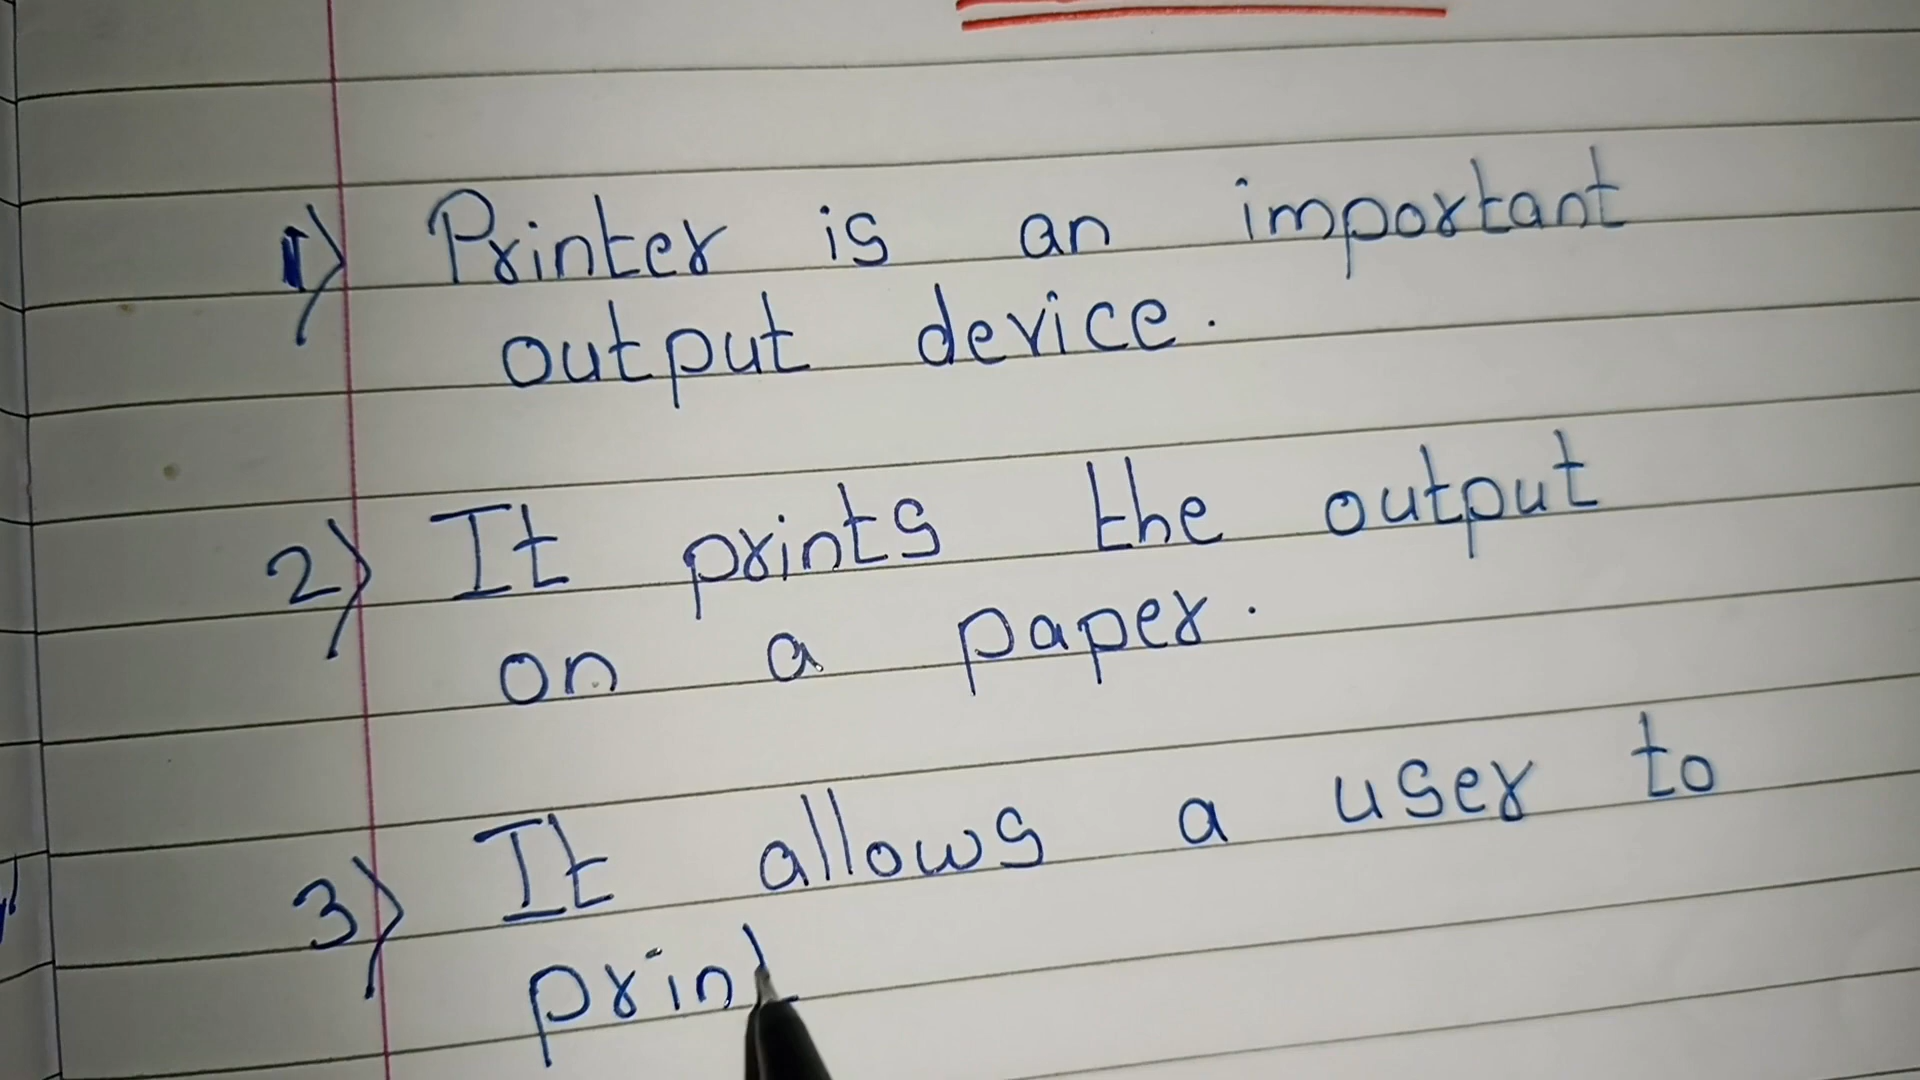 1) Printer is an important
output device.
2) It prints the output
on a paper.
3) It allows a user to
print